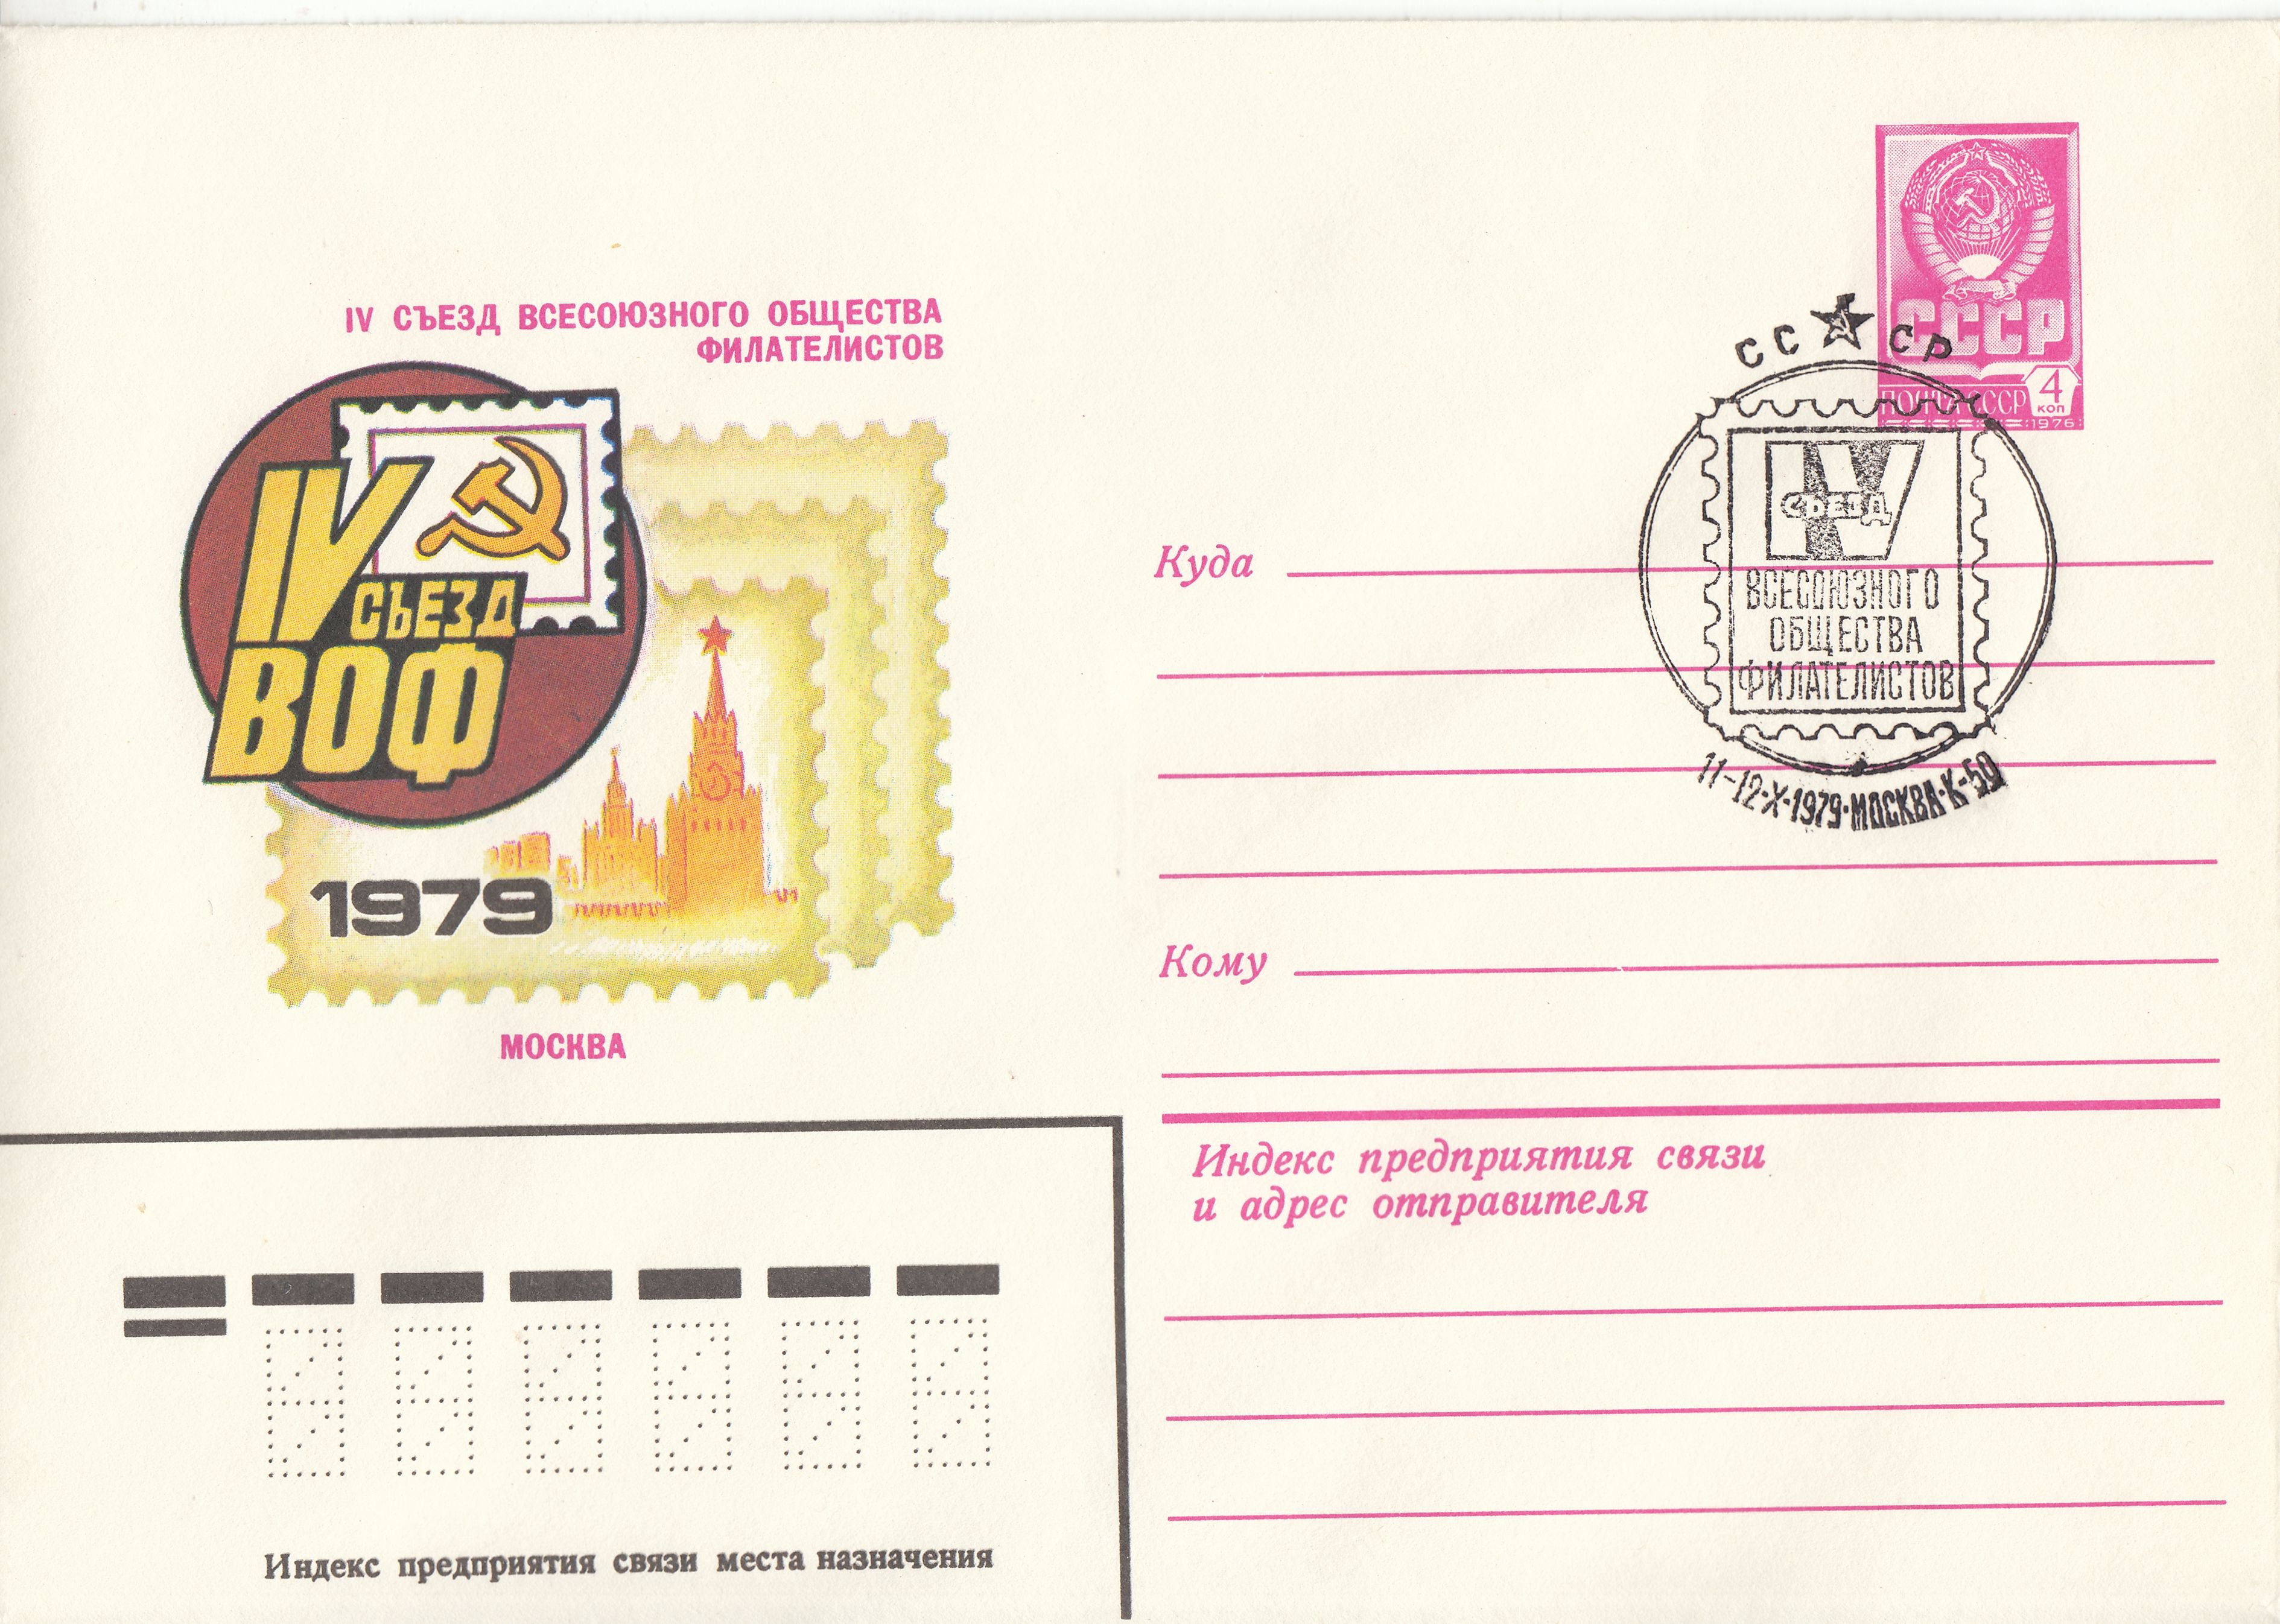 IV СЪЕЗД ВСЕСОЮЗНОГО ОБЩЕСТВА
ФИЛАТЕЛИСТОВ
IV
СЪЕЗД
ВОФ
1979
МОСКВА
СССР
ПОЧТА СССР
4
КОП
1976
СССР
IV
СЪЕЗД
ВСЕСОЮЗНОГО
ОБЩЕСТВА
ФИЛАТЕЛИСТОВ
11-12·X·1979·МОСКВА·К-50
Куда
Кому
Индекс предприятия связи
и адрес отправителя
Индекс предприятия связи места назначения